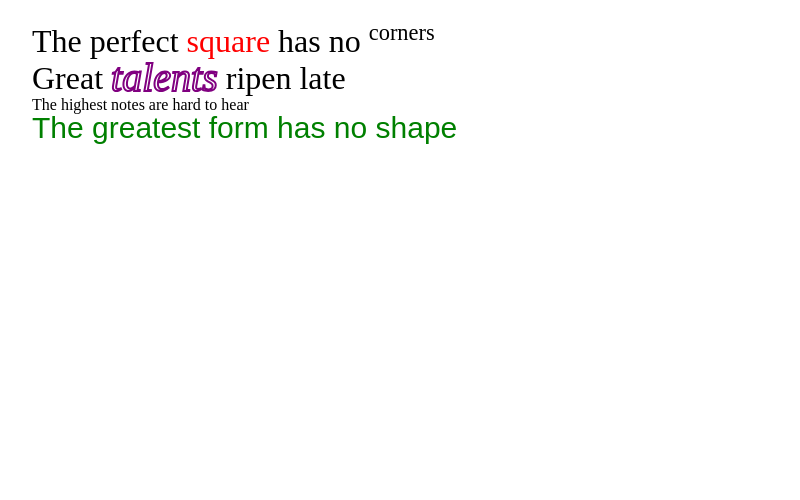 The perfect square has no corners
Great talents ripen late
The highest notes are hard to hear
The greatest form has no shape